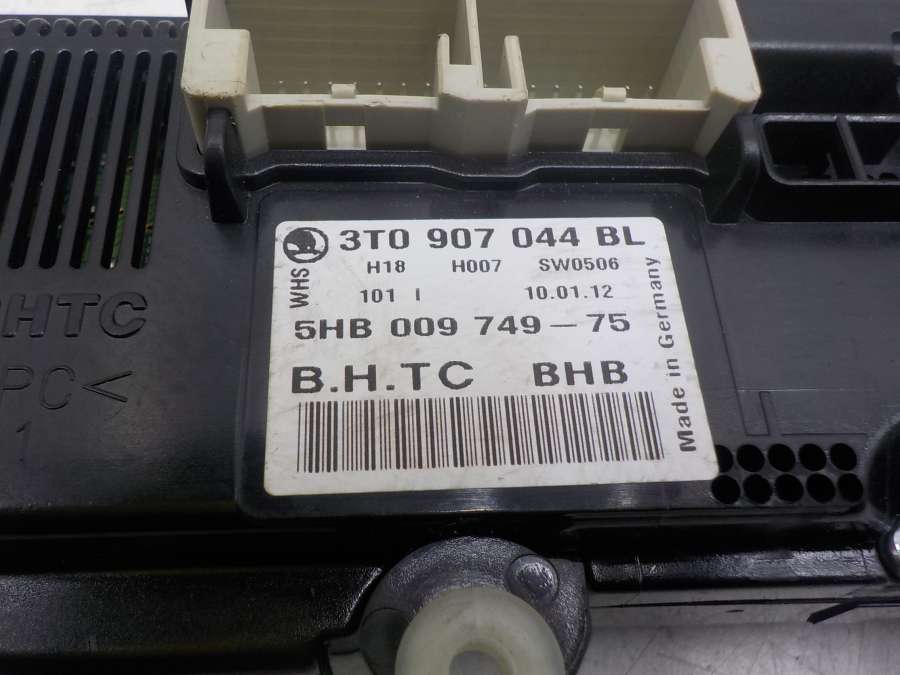 3T0 907 044 BL
H18 H007 SW0506
WHS
101 I 10.01.12
5HB 009 749-75
B.H.TC BHB
Made in Germany
HTC
PC<
1